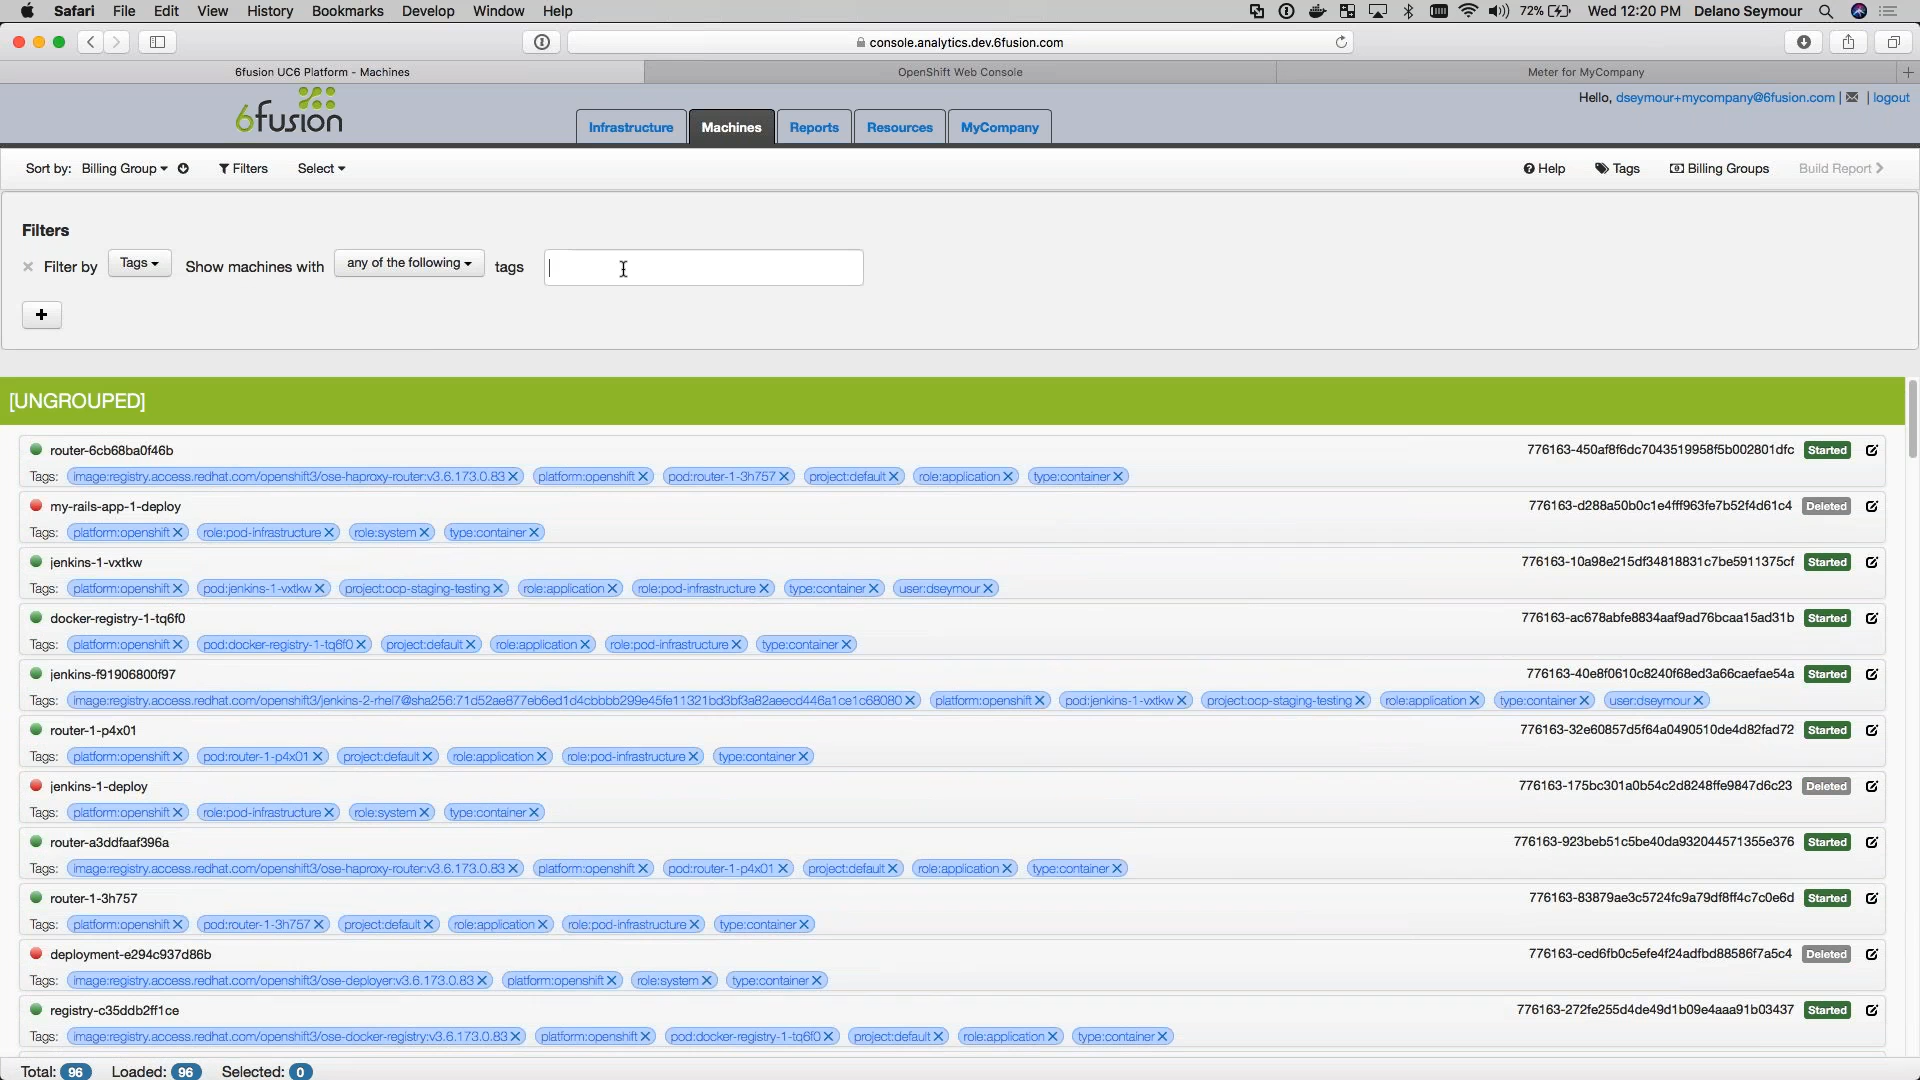 Safari File Edit View History Bookmarks Develop Window Help 72% Wed 12:20 PM Delano Seymour
console.analytics.dev.6fusion.com
6fusion UC6 Platform - Machines OpenShift Web Console Meter for MyCompany
6fusion Infrastructure Machines Reports Resources MyCompany Hello, dseymour+mycompany@6fusion.com | | logout
Sort by: Billing Group Filters Select Help Tags Billing Groups Build Report
Filters
Filter by Tags Show machines with any of the following tags
+
[UNGROUPED]
router-6cb68ba0f46b 776163-450af8f6dc7043519958f5b002801dfc Started
Tags: image:registry.access.redhat.com/openshift3/ose-haproxy-router:v3.6.173.0.83 platform:openshift pod:router-1-3h757 project:default role:application type:container
my-rails-app-1-deploy 776163-d288a50b0c1e4fff963fe7b52f4d61c4 Deleted
Tags: platform:openshift role:pod-infrastructure role:system type:container
jenkins-1-vxtkw 776163-10a98e215df34818831c7be5911375cf Started
Tags: platform:openshift pod:jenkins-1-vxtkw project:ocp-staging-testing role:application role:pod-infrastructure type:container user:dseymour
docker-registry-1-tq6f0 776163-ac678abfe8834aaf9ad76bcaa15ad31b Started
Tags: platform:openshift pod:docker-registry-1-tq6f0 project:default role:application role:pod-infrastructure type:container
jenkins-f91906800f97 776163-40e8f0610c8240f68ed3a66caefae54a Started
Tags: image:registry.access.redhat.com/openshift3/jenkins-2-rhel7@sha256:71d52ae877eb6ed1d4cbbbb299e45fe11321bd3bf3a82aeecd446a1ce1c68080 platform:openshift pod:jenkins-1-vxtkw project:ocp-staging-testing role:application type:container user:dseymour
router-1-p4x01 776163-32e60857d5f64a0490510de4d82fad72 Started
Tags: platform:openshift pod:router-1-p4x01 project:default role:application role:pod-infrastructure type:container
jenkins-1-deploy 776163-175bc301a0b54c2d8248ffe9847d6c23 Deleted
Tags: platform:openshift role:pod-infrastructure role:system type:container
router-a3ddfaaf396a 776163-923beb51c5be40da932044571355e376 Started
Tags: image:registry.access.redhat.com/openshift3/ose-haproxy-router:v3.6.173.0.83 platform:openshift pod:router-1-p4x01 project:default role:application type:container
router-1-3h757 776163-83879ae3c5724fc9a79df8ff4c7c0e6d Started
Tags: platform:openshift pod:router-1-3h757 project:default role:application role:pod-infrastructure type:container
deployment-e294c937d86b 776163-ced6fb0c5efe4f24adfbd88586f7a5c4 Deleted
Tags: image:registry.access.redhat.com/openshift3/ose-deployer:v3.6.173.0.83 platform:openshift role:system type:container
registry-c35ddb2ff1ce 776163-272fe255d4de49d1b09e4aaa91b03437 Started
Tags: image:registry.access.redhat.com/openshift3/ose-docker-registry:v3.6.173.0.83 platform:openshift pod:docker-registry-1-tq6f0 project:default role:application type:container
Total: 96 Loaded: 96 Selected: 0